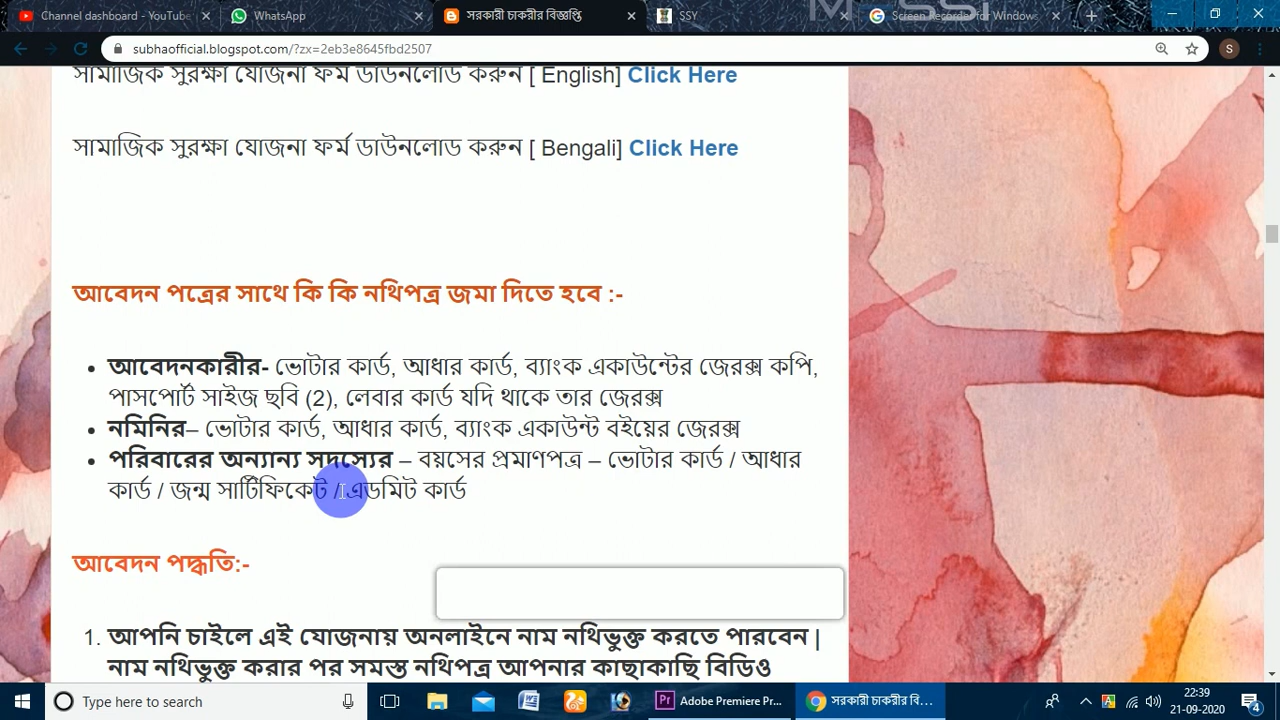 Channel dashboard - YouTube
WhatsApp
সরকারী চাকরীর বিজ্ঞপ্তি
SSY
Screen Recorder for Windows
subhaofficial.blogspot.com/?zx=2eb3e8645fbd2507
S
সামাজিক সুরক্ষা যোজনা ফর্ম ডাউনলোড করুন [ English] Click Here
সামাজিক সুরক্ষা যোজনা ফর্ম ডাউনলোড করুন [ Bengali] Click Here
আবেদন পত্রের সাথে কি কি নথিপত্র জমা দিতে হবে :-
আবেদনকারীর- ভোটার কার্ড, আধার কার্ড, ব্যাংক একাউন্টের জেরক্স কপি,
পাসপোর্ট সাইজ ছবি (2), লেবার কার্ড যদি থাকে তার জেরক্স
নমিনির– ভোটার কার্ড, আধার কার্ড, ব্যাংক একাউন্ট বইয়ের জেরক্স
পরিবারের অন্যান্য সদস্যের – বয়সের প্রমাণপত্র – ভোটার কার্ড / আধার
কার্ড / জন্ম সার্টিফিকেট / এডমিট কার্ড
আবেদন পদ্ধতি:-
1. আপনি চাইলে এই যোজনায় অনলাইনে নাম নথিভুক্ত করতে পারবেন |
নাম নথিভুক্ত করার পর সমস্ত নথিপত্র আপনার কাছাকাছি বিডিও
Type here to search
Adobe Premiere Pr...
সরকারী চাকরীর বি...
22:39
21-09-2020
4